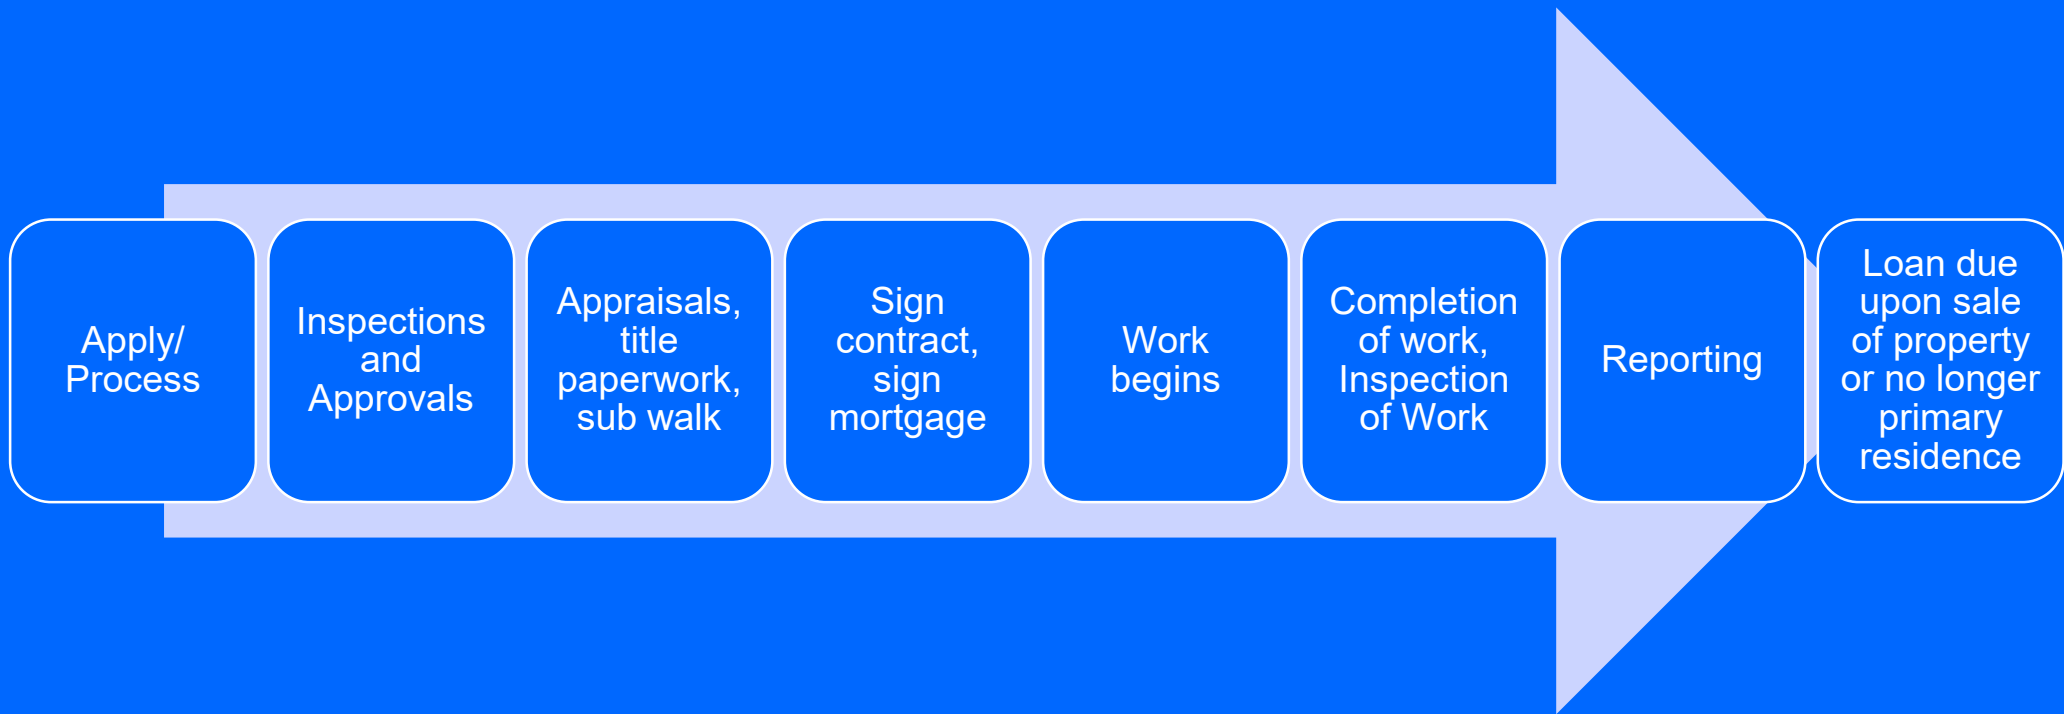 Apply/
Process
Inspections
and
Approvals
Appraisals,
title
paperwork,
sub walk
Sign
contract,
sign
mortgage
Work
begins
Completion
of work,
Inspection
of Work
Reporting
Loan due
upon sale
of property
or no longer
primary
residence